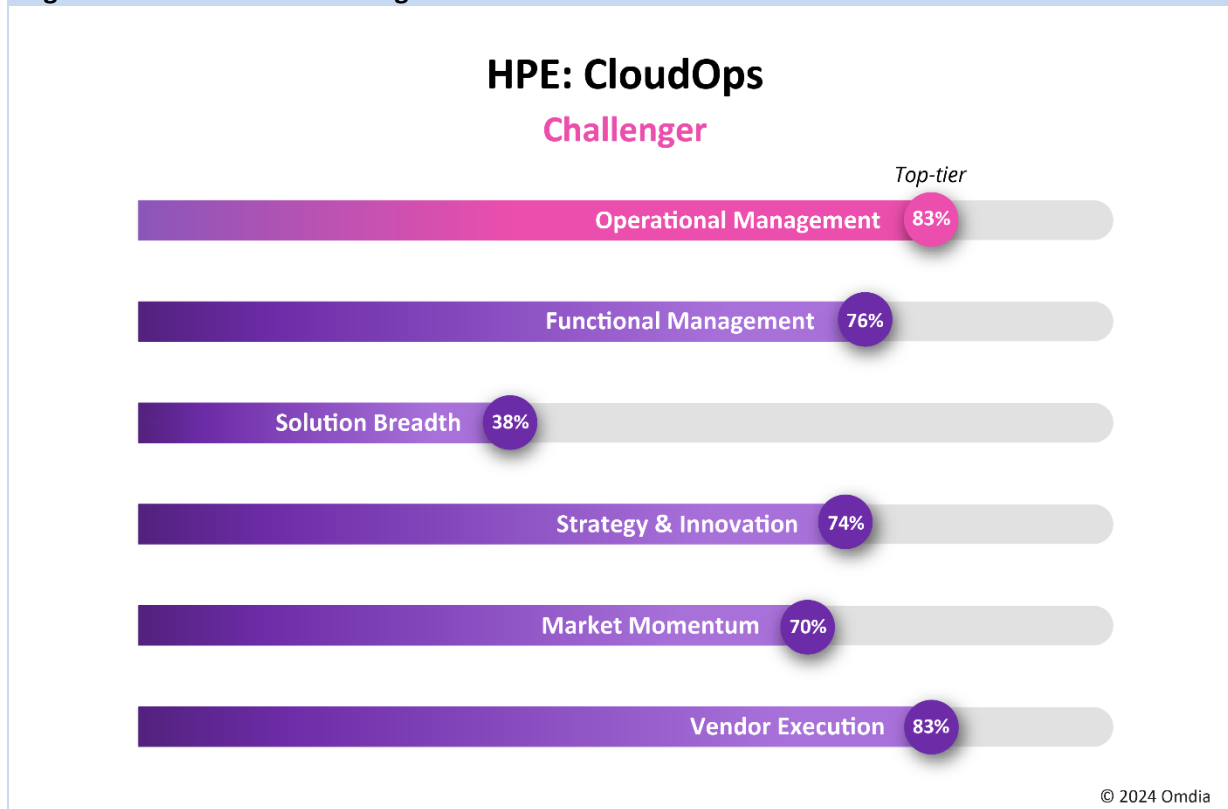 HPE: CloudOps
Challenger
Top-tier
Operational Management 83%
Functional Management 76%
Solution Breadth 38%
Strategy & Innovation 74%
Market Momentum 70%
Vendor Execution 83%
© 2024 Omdia